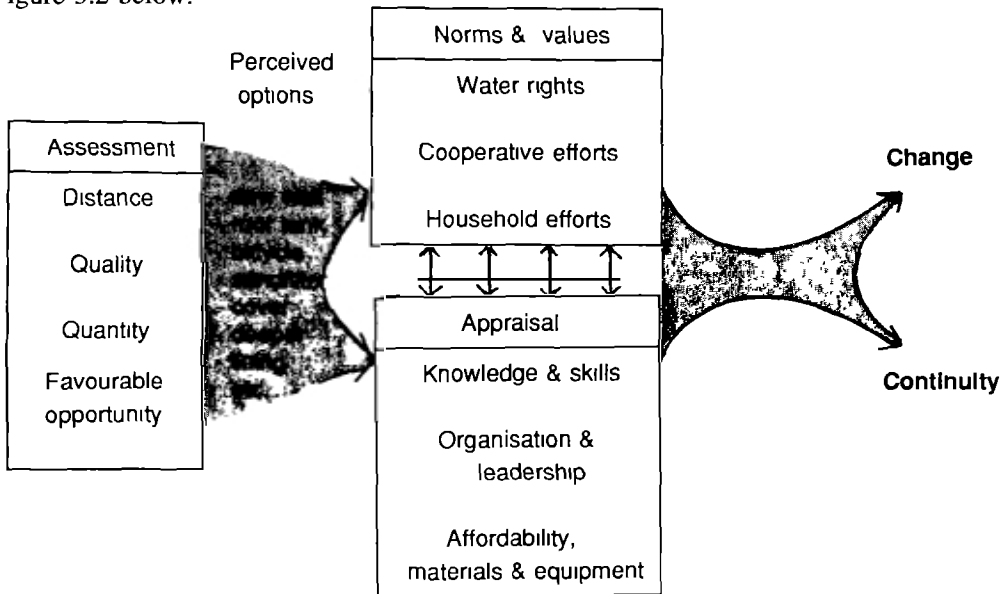 igure 3.2 below.
Perceived
options
Assessment
Distance
Quality
Quantity
Favourable
opportunity
Norms & values
Water rights
Cooperative efforts
Household efforts
Appraisal
Knowledge & skills
Organisation &
leadership
Affordability,
materials & equipment
Change
Continuity